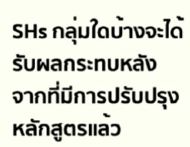 SHs กลุ่มใดบ้างจะได้
รับผลกระทบหลัง
จากที่มีการปรับปรุง
หลักสูตรแล้ว